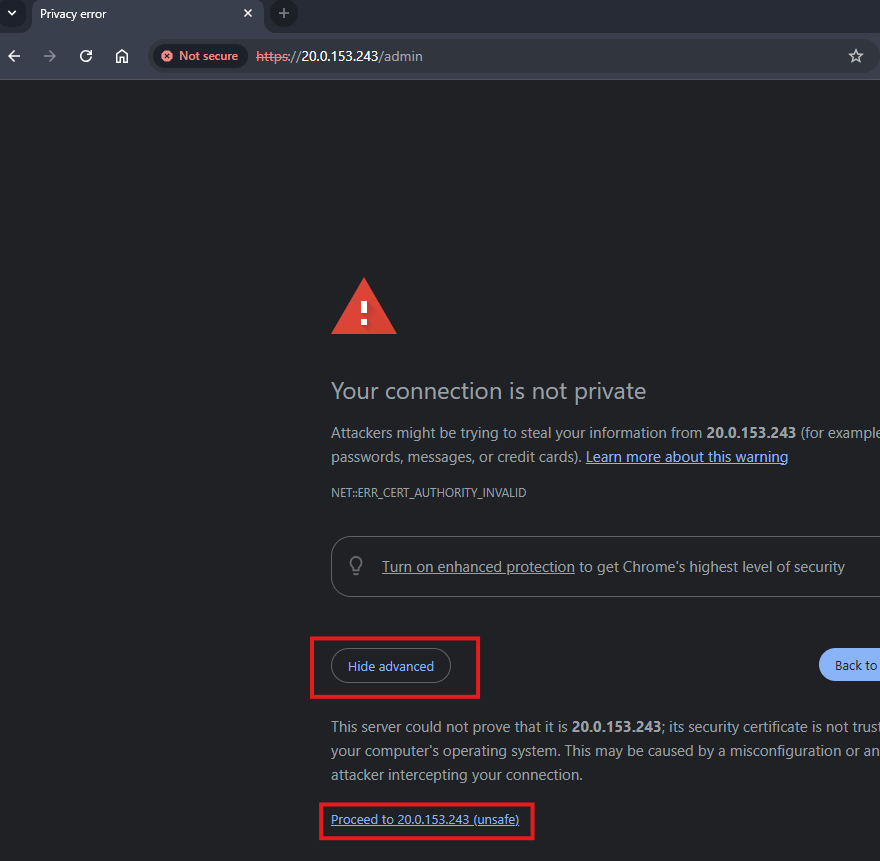 Privacy error
Not secure
https://20.0.153.243/admin
Your connection is not private
Attackers might be trying to steal your information from 20.0.153.243 (for example
passwords, messages, or credit cards). Learn more about this warning
NET::ERR_CERT_AUTHORITY_INVALID
Turn on enhanced protection to get Chrome's highest level of security
Hide advanced
Back to
This server could not prove that it is 20.0.153.243; its security certificate is not trust
your computer's operating system. This may be caused by a misconfiguration or an
attacker intercepting your connection.
Proceed to 20.0.153.243 (unsafe)